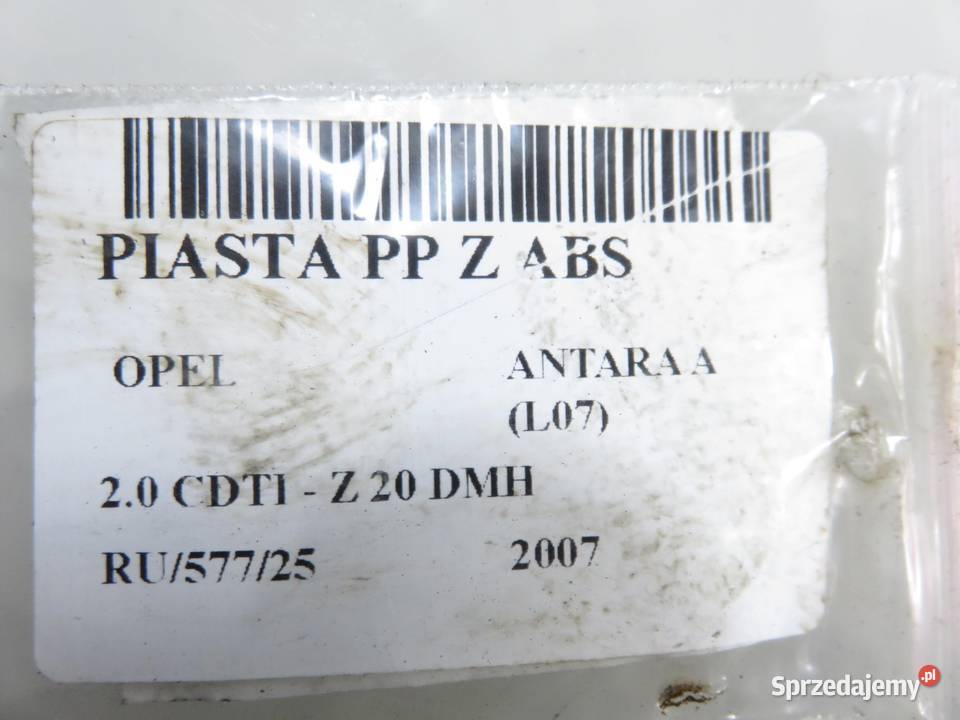 PIASTA PP Z ABS
OPEL ANTARA A
(L07)
2.0 CDTI - Z 20 DMH
RU/577/25 2007
Sprzedajemy.pl